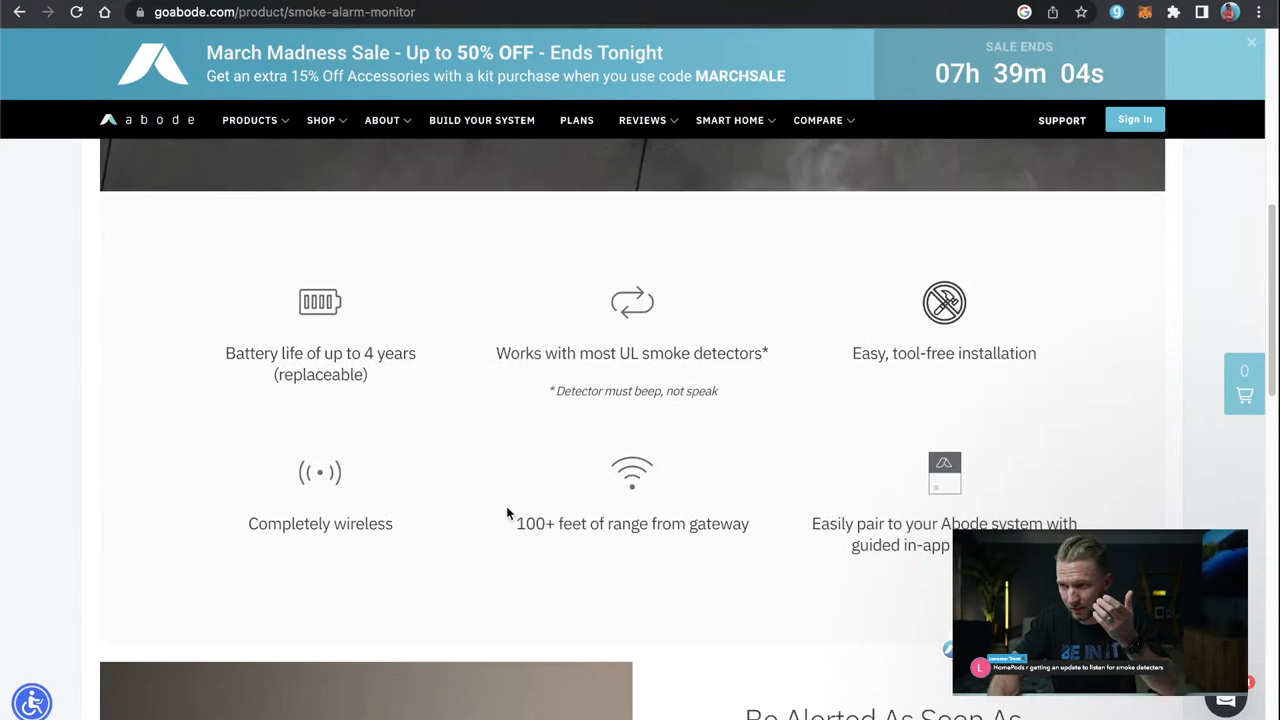 goabode.com/product/smoke-alarm-monitor
March Madness Sale - Up to 50% OFF - Ends Tonight
Get an extra 15% Off Accessories with a kit purchase when you use code MARCHSALE
SALE ENDS
07h 39m 04s
abode
PRODUCTS
SHOP
ABOUT
BUILD YOUR SYSTEM
PLANS
REVIEWS
SMART HOME
COMPARE
SUPPORT
Sign In
0
Battery life of up to 4 years
(replaceable)
Works with most UL smoke detectors*
* Detector must beep, not speak
Easy, tool-free installation
Completely wireless
100+ feet of range from gateway
Easily pair to your Abode system with
guided in-app
BE IN IT
L
HomePods r getting an update to listen for smoke detectors
Be Alerted As Soon As